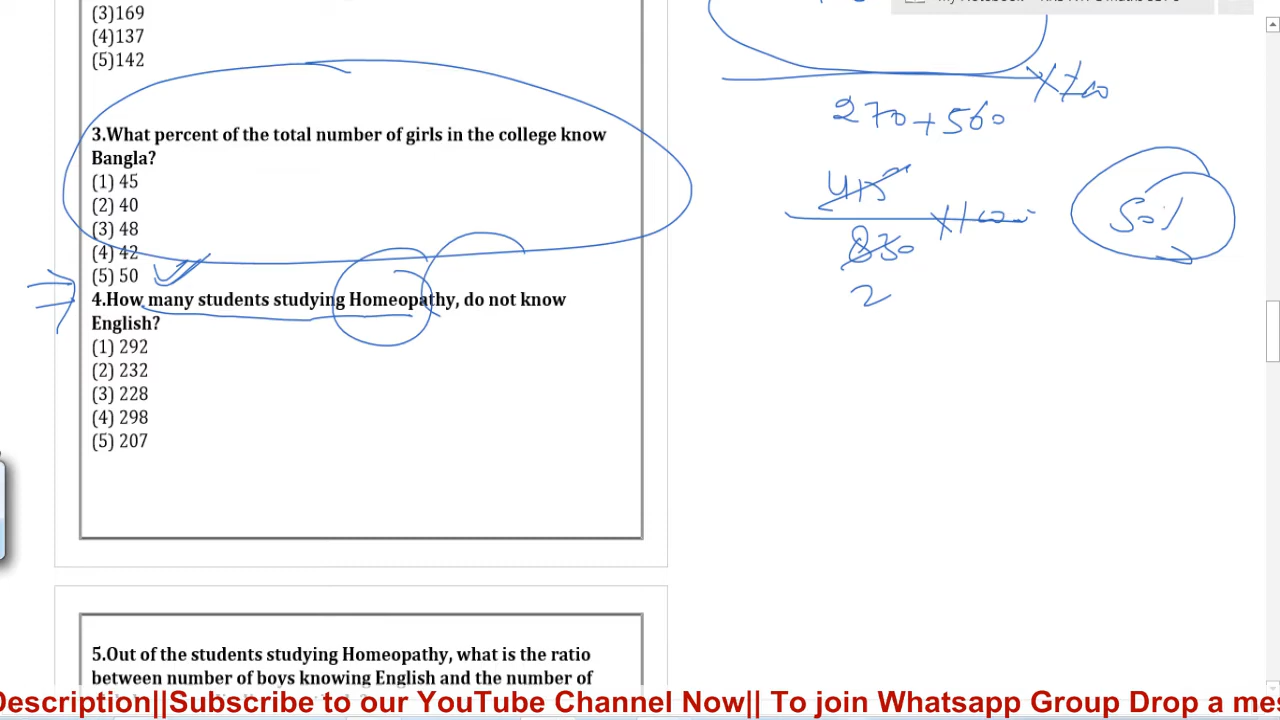 (3)169
(4)137
(5)142
×100
270+560
3.What percent of the total number of girls in the college know
Bangla?
(1) 45
(2) 40
(3) 48
(4) 42
(5) 50
415
830
×100
50%
2
4.How many students studying Homeopathy, do not know
English?
(1) 292
(2) 232
(3) 228
(4) 298
(5) 207
5.Out of the students studying Homeopathy, what is the ratio
between number of boys knowing English and the number of
Description||Subscribe to our YouTube Channel Now|| To join Whatsapp Group Drop a mes